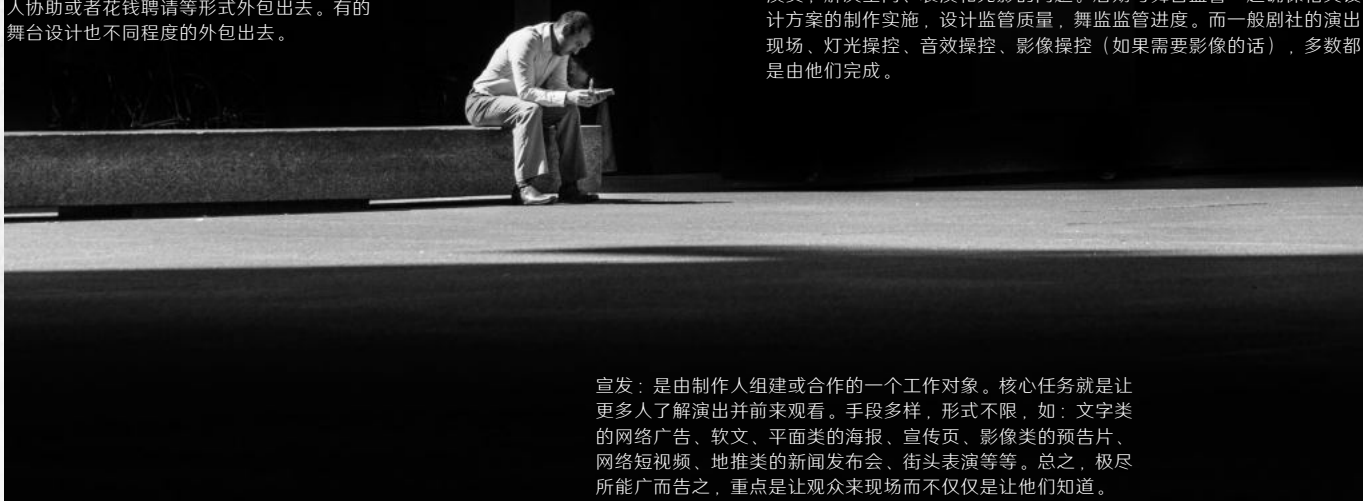 人协助或者花钱聘请等形式外包出去。有的
舞台设计也不同程度的外包出去。
计方案的制作实施，设计监管质量，舞监监管进度。而一般剧社的演出
现场、灯光操控、音效操控、影像操控（如果需要影像的话），多数都
是由他们完成。
宣发：是由制作人组建或合作的一个工作对象。核心任务就是让
更多人了解演出并前来观看。手段多样，形式不限，如：文字类
的网络广告、软文、平面类的海报、宣传页、影像类的预告片、
网络短视频、地推类的新闻发布会、街头表演等等。总之，极尽
所能广而告之，重点是让观众来现场而不仅仅是让他们知道。